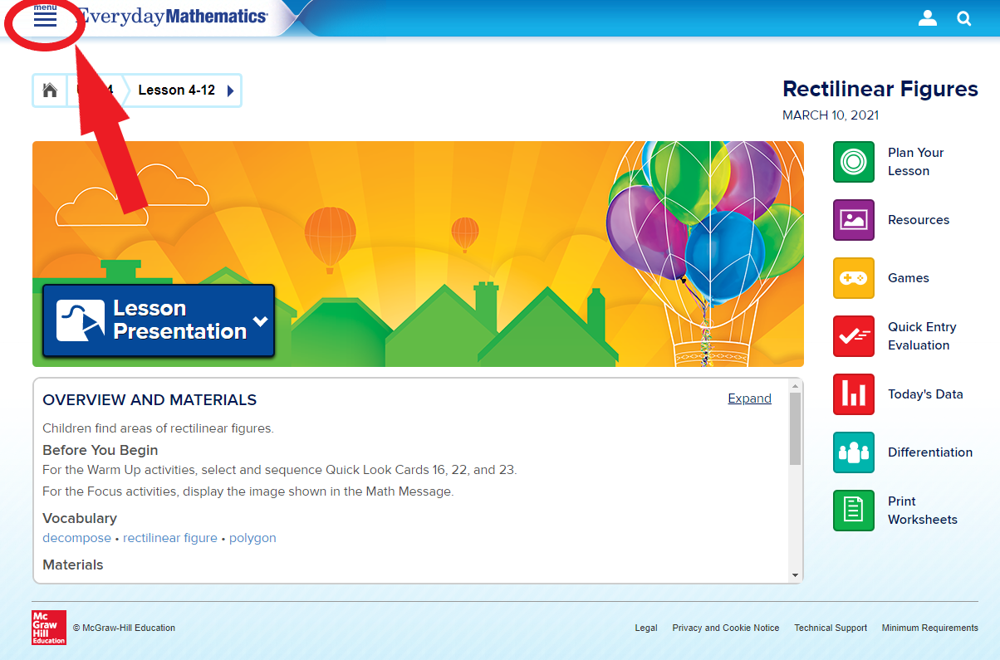 menu
EverydayMathematics
4
Lesson 4-12
Rectilinear Figures
MARCH 10, 2021
Plan Your
Lesson
Resources
Games
Quick Entry
Evaluation
Today's Data
Differentiation
Print
Worksheets
Lesson
Presentation
OVERVIEW AND MATERIALS
Expand
Children find areas of rectilinear figures.
Before You Begin
For the Warm Up activities, select and sequence Quick Look Cards 16, 22, and 23.
For the Focus activities, display the image shown in the Math Message.
Vocabulary
decompose • rectilinear figure • polygon
Materials
Mc
Graw
Hill
Education
© McGraw-Hill Education
Legal Privacy and Cookie Notice Technical Support Minimum Requirements